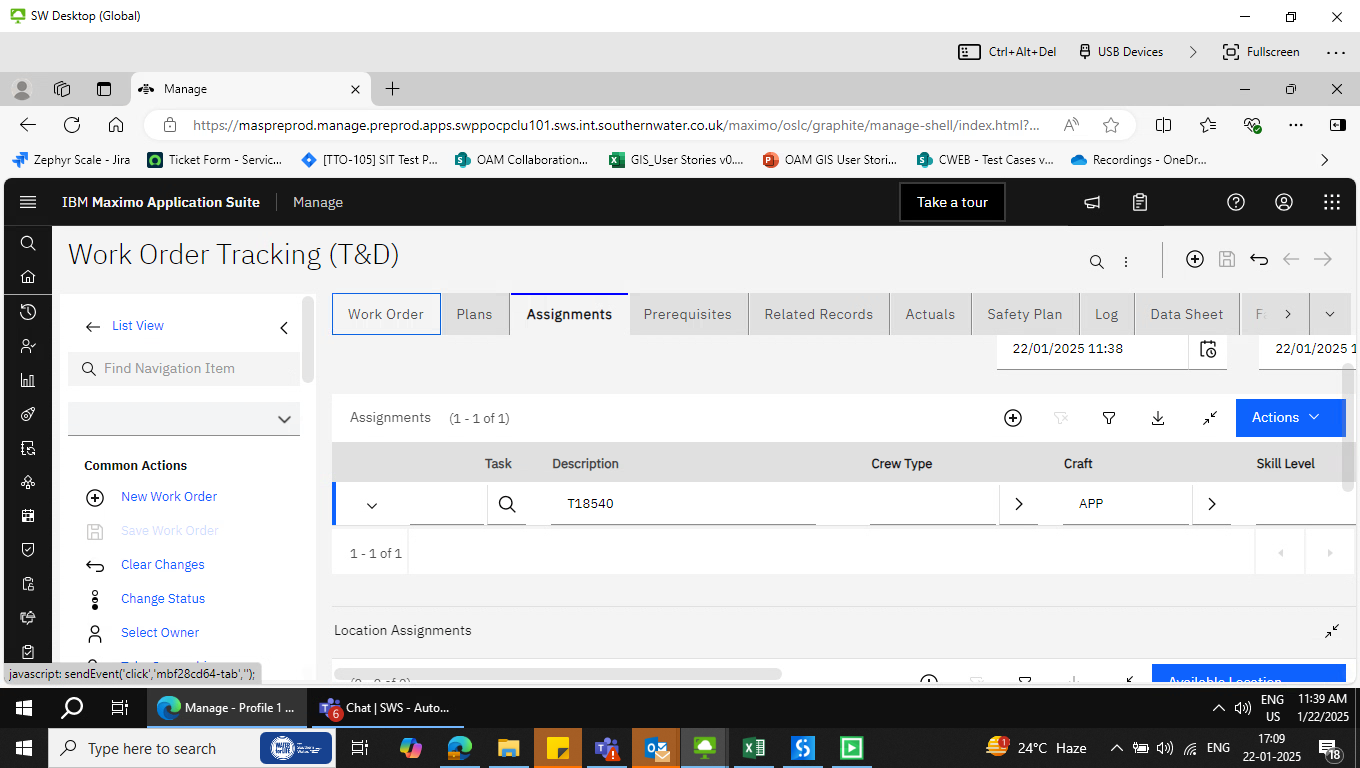 SW Desktop (Global)
Ctrl+Alt+Del
USB Devices
Fullscreen
Manage
https://maspreprod.manage.preprod.apps.swppocpclu101.sws.int.southernwater.co.uk/maximo/oslc/graphite/manage-shell/index.html?...
Zephyr Scale - Jira
Ticket Form - Servic...
[TTO-105] SIT Test P...
OAM Collaboration...
GIS_User Stories v0....
OAM GIS User Stori...
CWEB - Test Cases v...
Recordings - OneDr...
IBM Maximo Application Suite
Manage
Take a tour
Work Order Tracking (T&D)
List View
Find Navigation Item
Common Actions
New Work Order
Save Work Order
Clear Changes
Change Status
Select Owner
Work Order
Plans
Assignments
Prerequisites
Related Records
Actuals
Safety Plan
Log
Data Sheet
22/01/2025 11:38
22/01/2025 1
Assignments (1 - 1 of 1)
Actions
Task
Description
Crew Type
Craft
Skill Level
T18540
APP
1 - 1 of 1
Location Assignments
Available Location
javascript: sendEvent('click','mbf28cd64-tab','');
Manage - Profile 1 ...
6
Chat | SWS - Auto...
ENG
US
11:39 AM
1/22/2025
Type here to search
1
24°C Haze
ENG
17:09
22-01-2025
18